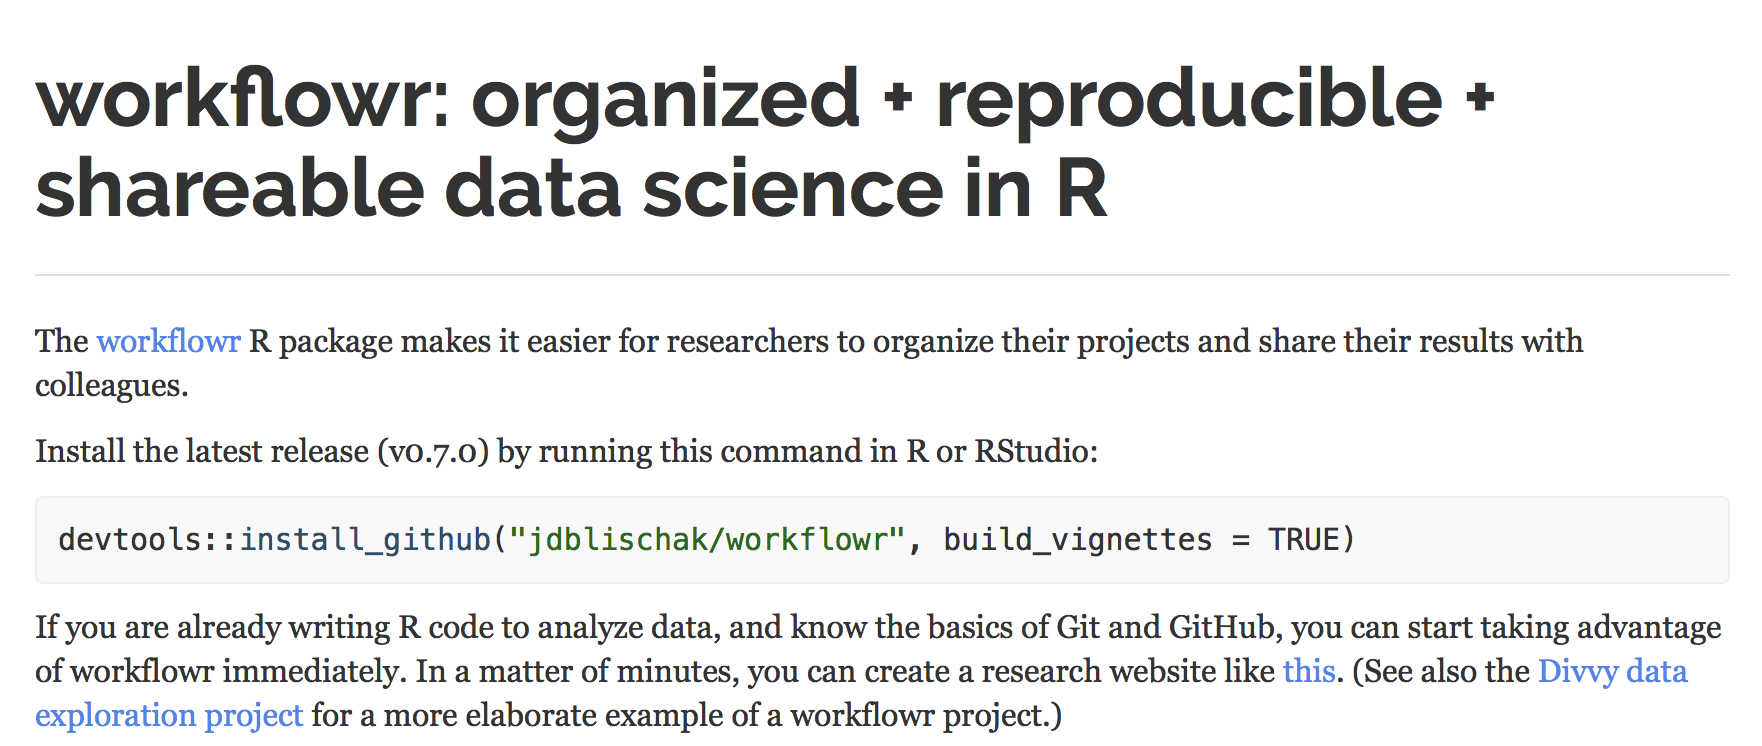 workflowr: organized + reproducible +
shareable data science in R
The workflowr R package makes it easier for researchers to organize their projects and share their results with
colleagues.
Install the latest release (v0.7.0) by running this command in R or RStudio:
devtools::install_github("jdblischak/workflowr", build_vignettes = TRUE)
If you are already writing R code to analyze data, and know the basics of Git and GitHub, you can start taking advantage
of workflowr immediately. In a matter of minutes, you can create a research website like this. (See also the Divvy data
exploration project for a more elaborate example of a workflowr project.)